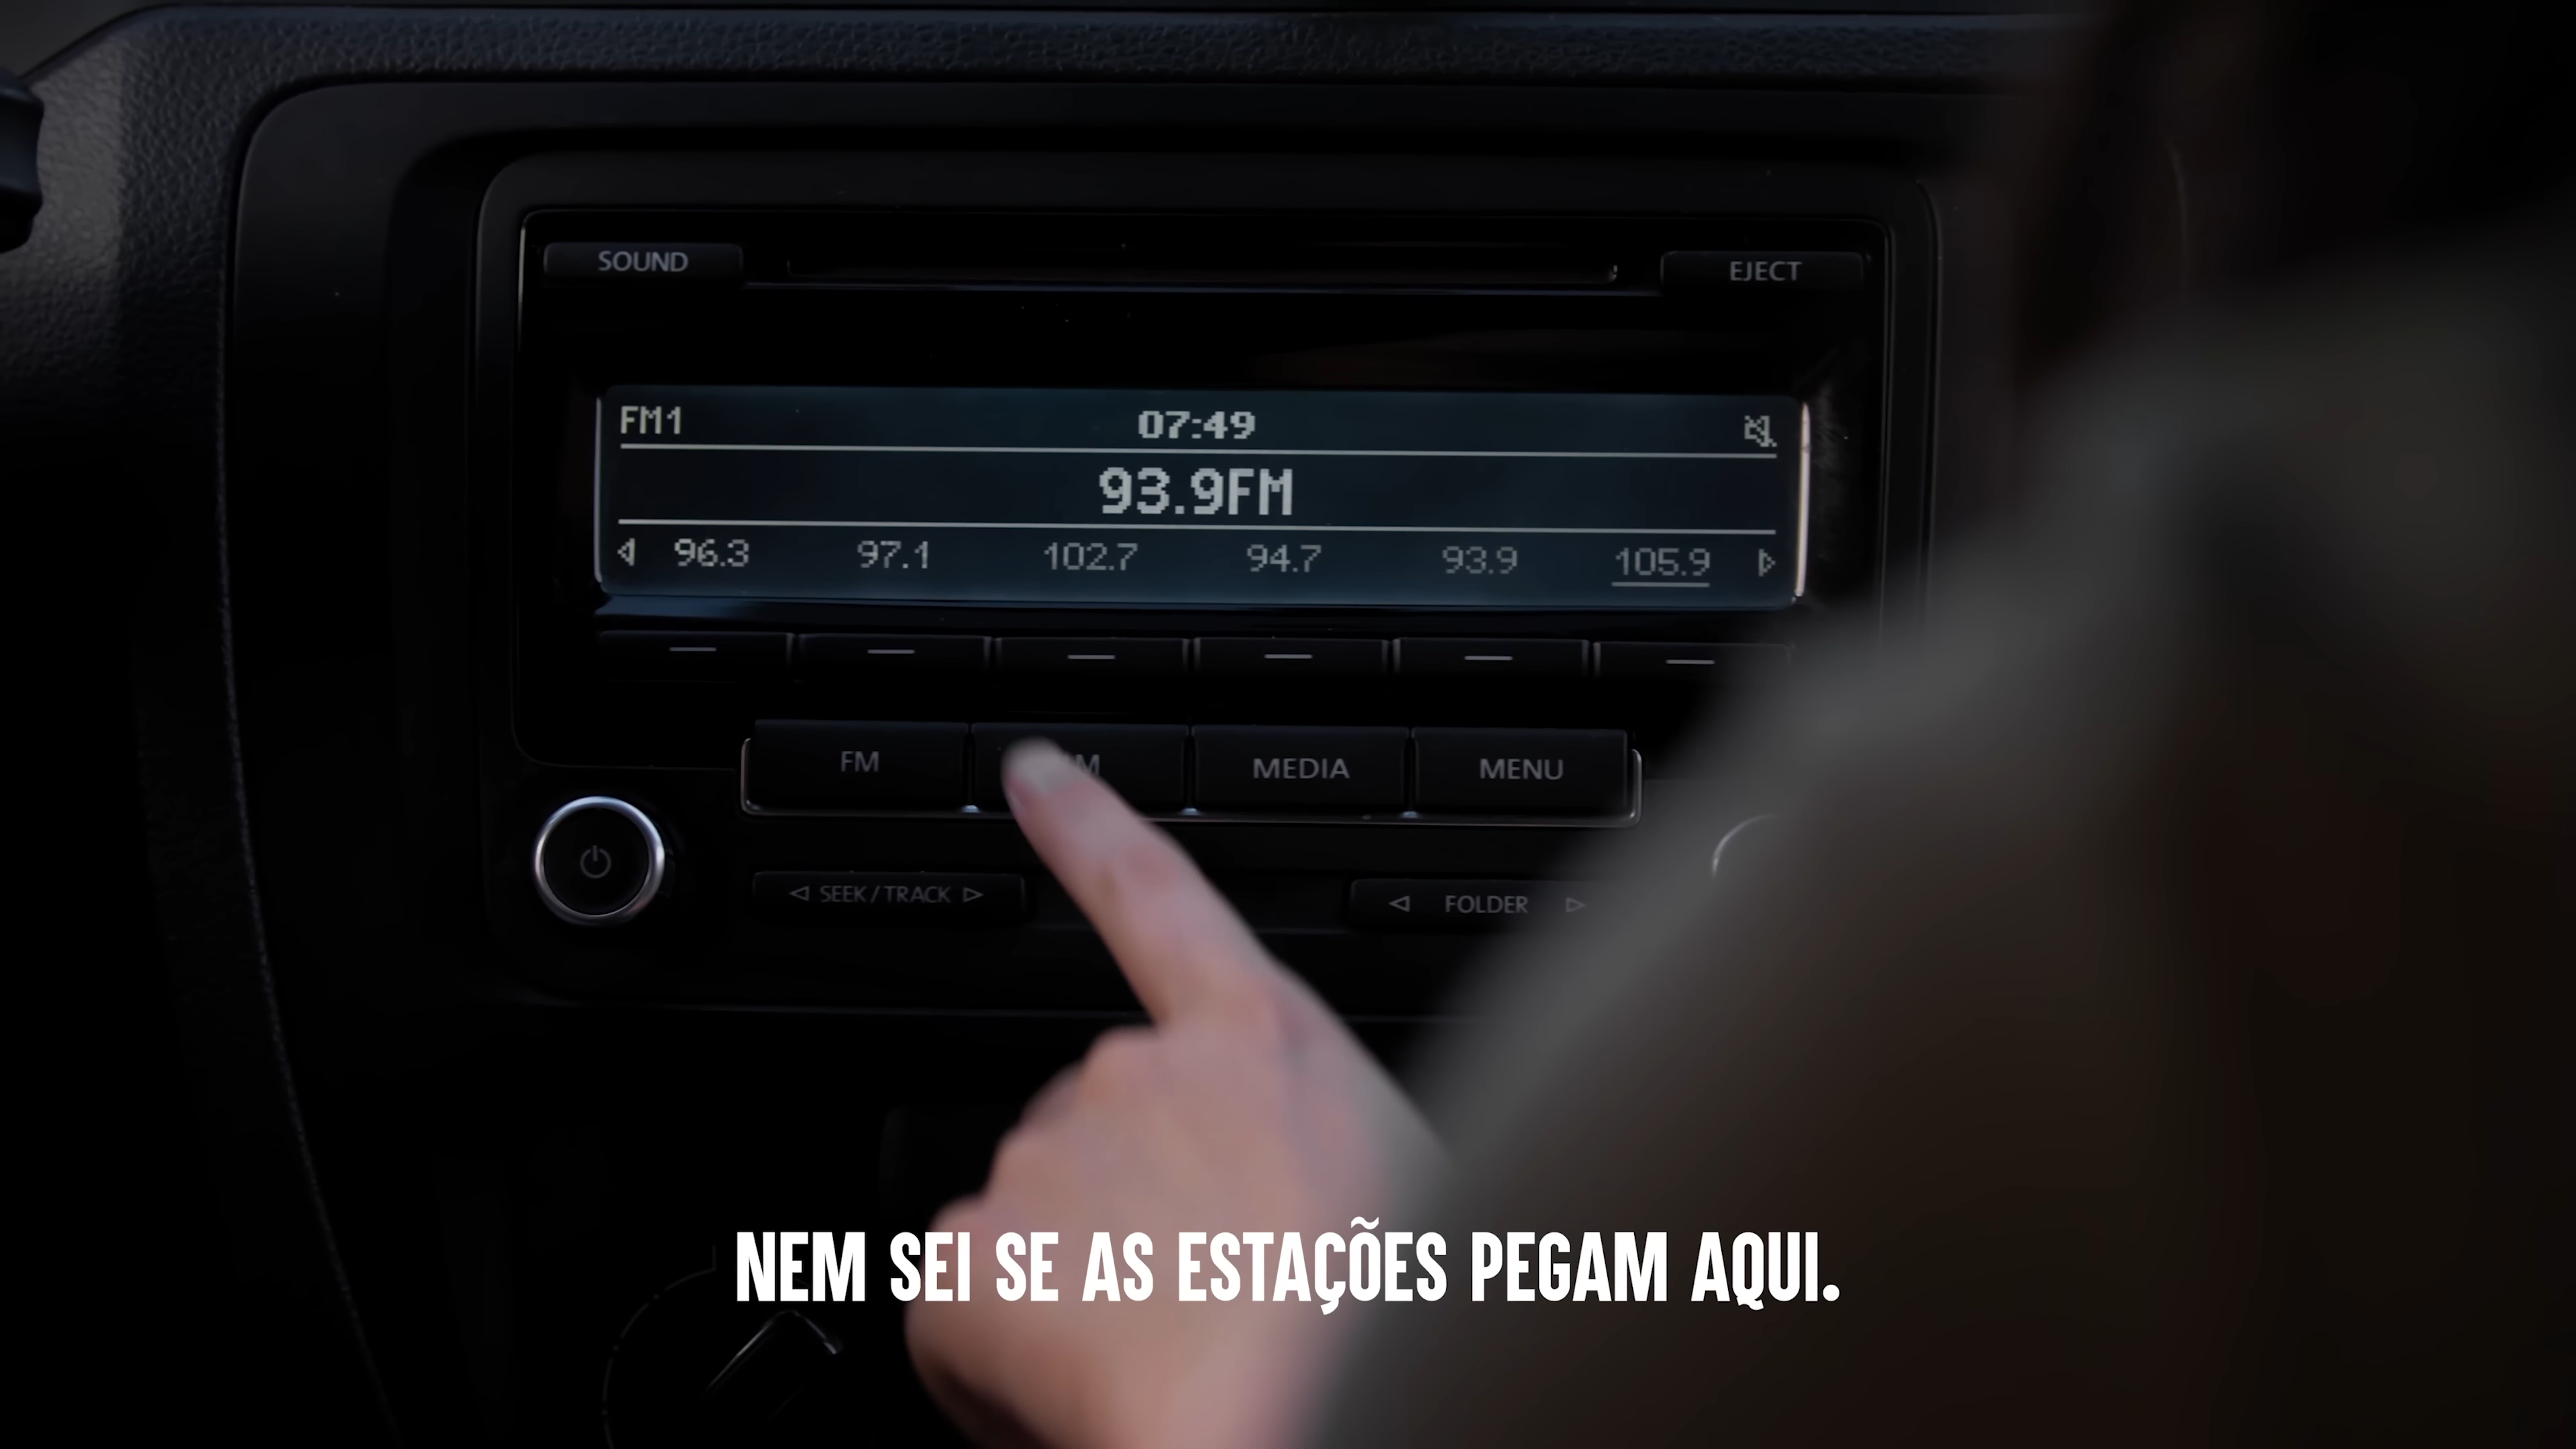 SOUND
EJECT
FM1 07:49
93.9FM
96.3 97.1 102.7 94.7 93.9 105.9
FM MEDIA MENU
SEEK / TRACK
FOLDER
NEM SEI SE AS ESTAÇÕES PEGAM AQUI.